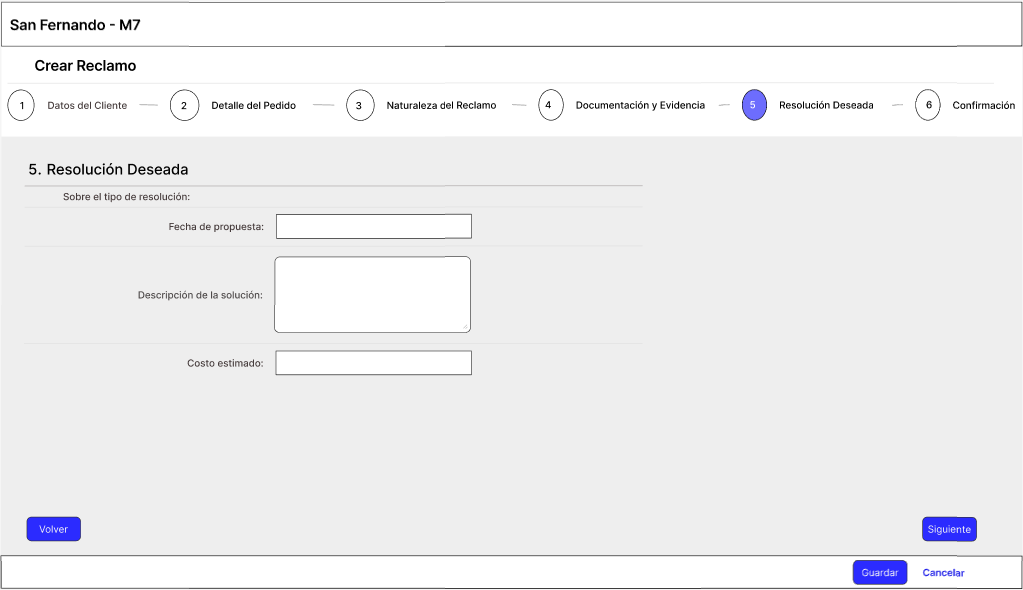 San Fernando - M7
Crear Reclamo
1 Datos del Cliente 2 Detalle del Pedido 3 Naturaleza del Reclamo 4 Documentación y Evidencia 5 Resolución Deseada 6 Confirmación
5. Resolución Deseada
Sobre el tipo de resolución:
Fecha de propuesta:
Descripción de la solución:
Costo estimado:
Volver Siguiente
Guardar Cancelar